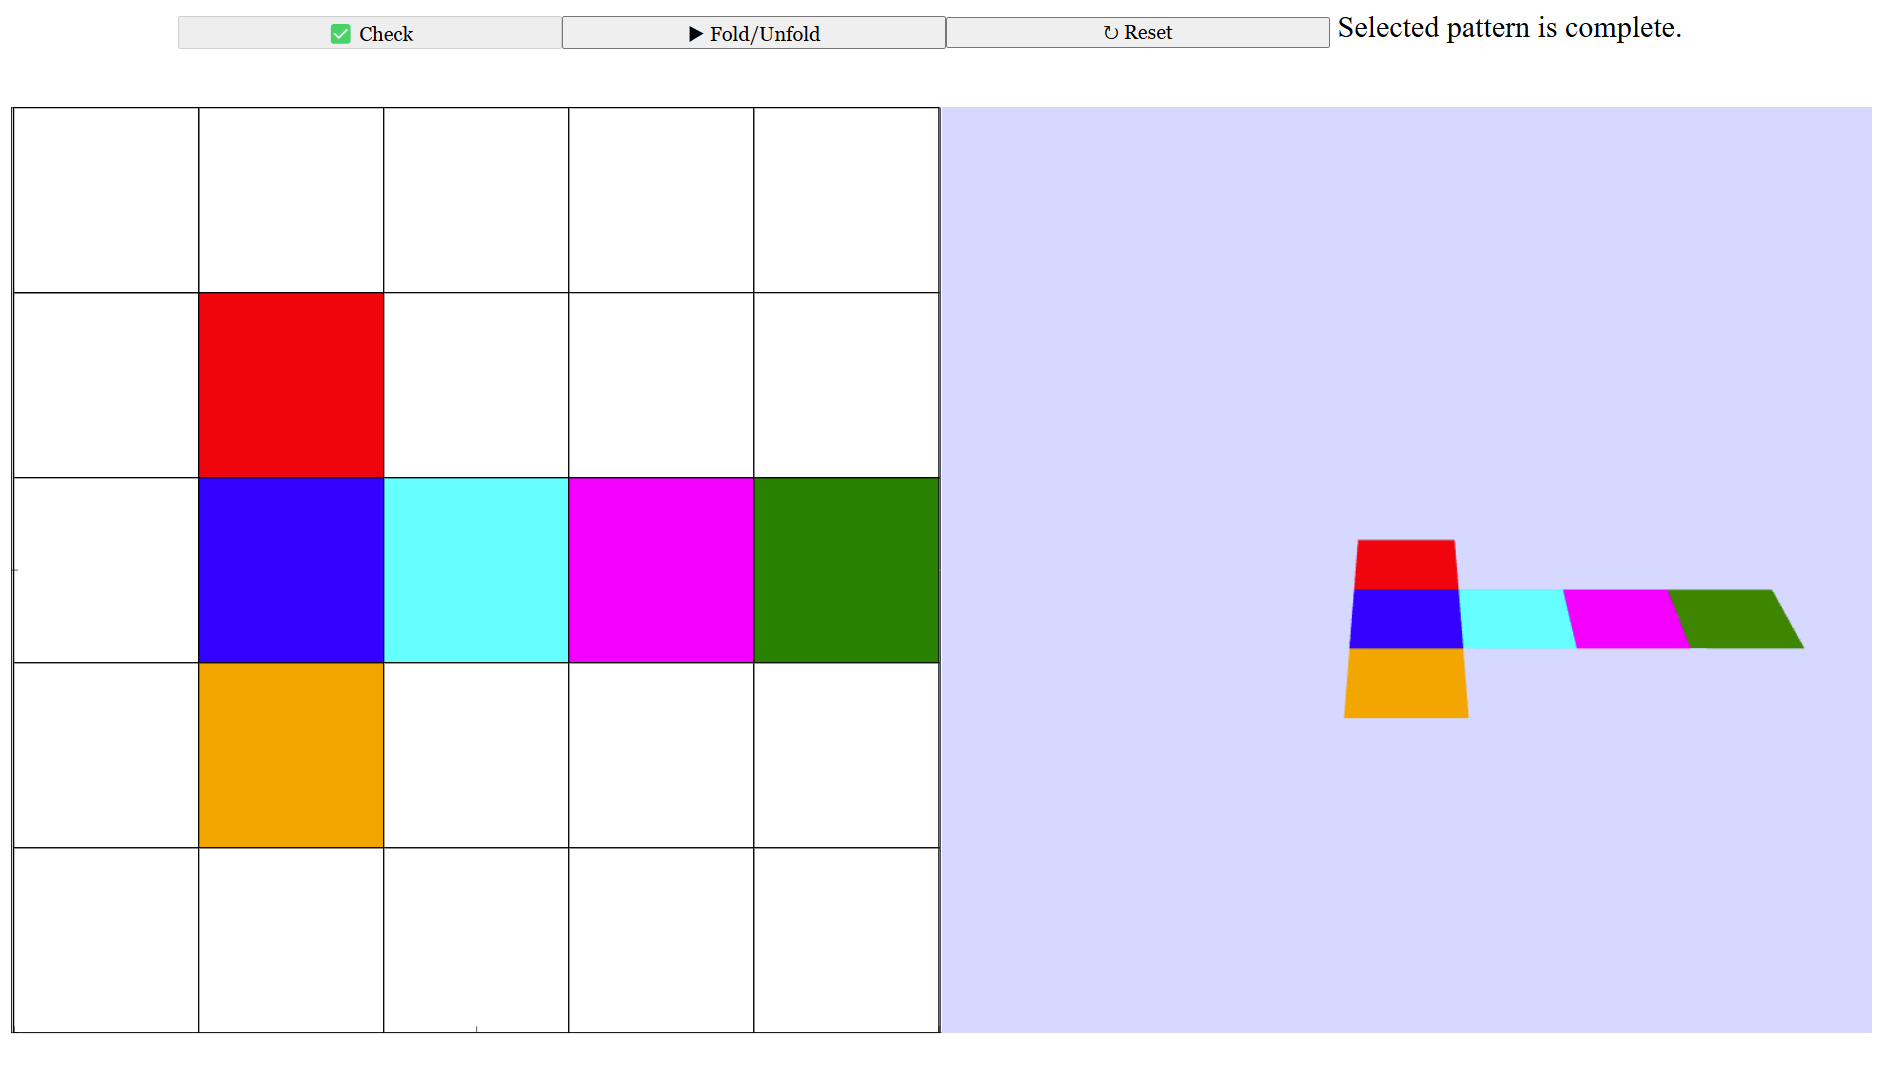 ✅ Check
▶ Fold/Unfold
↻ Reset
Selected pattern is complete.